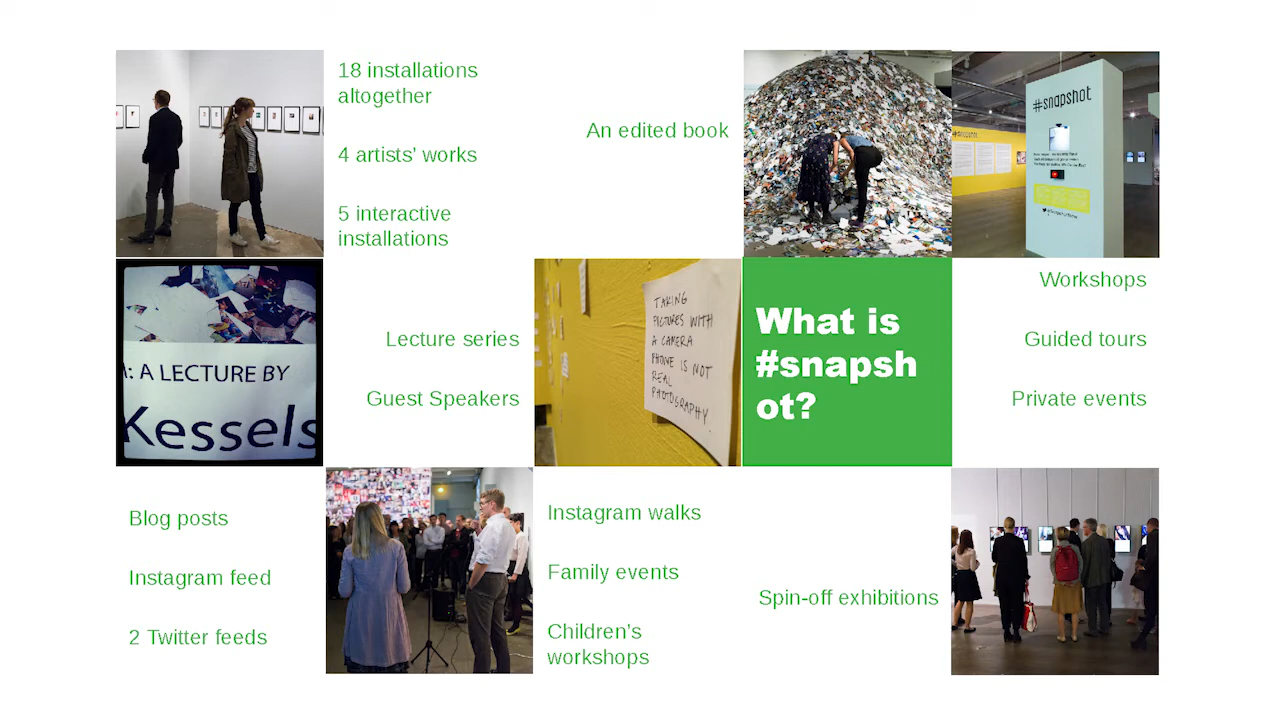 18 installations
altogether
4 artists’ works
5 interactive
installations
An edited book
#snapshot
#snapshot
: A LECTURE BY
Kessels
Lecture series
Guest Speakers
TAKING
PICTURES WITH
A CAMERA
PHONE IS NOT
REAL
PHOTOGRAPHY.
What is
#snapsh
ot?
Workshops
Guided tours
Private events
Blog posts
Instagram feed
2 Twitter feeds
Instagram walks
Family events
Children’s
workshops
Spin-off exhibitions